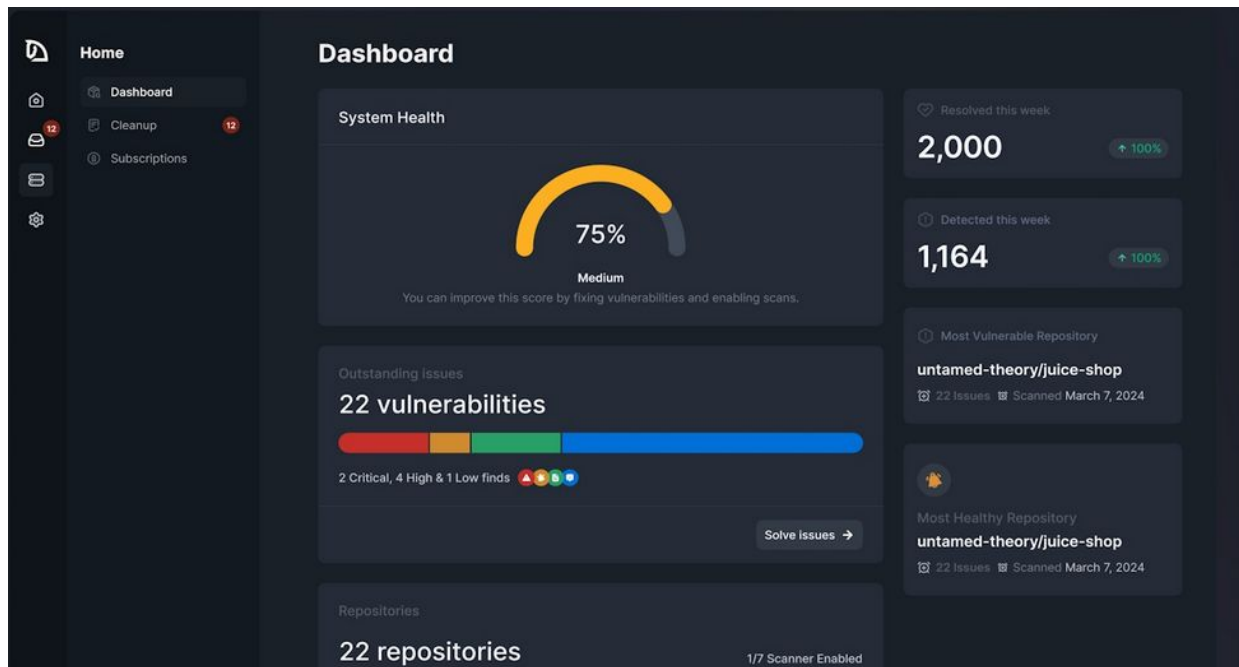 Home
Dashboard
Cleanup
12
Subscriptions
12
Dashboard
System Health
75%
Medium
You can improve this score by fixing vulnerabilities and enabling scans.
Outstanding issues
22 vulnerabilities
2 Critical, 4 High & 1 Low finds
Solve issues →
Repositories
22 repositories
1/7 Scanner Enabled
Resolved this week
2,000
↑ 100%
Detected this week
1,164
↑ 100%
Most Vulnerable Repository
untamed-theory/juice-shop
22 Issues Scanned March 7, 2024
Most Healthy Repository
untamed-theory/juice-shop
22 Issues Scanned March 7, 2024